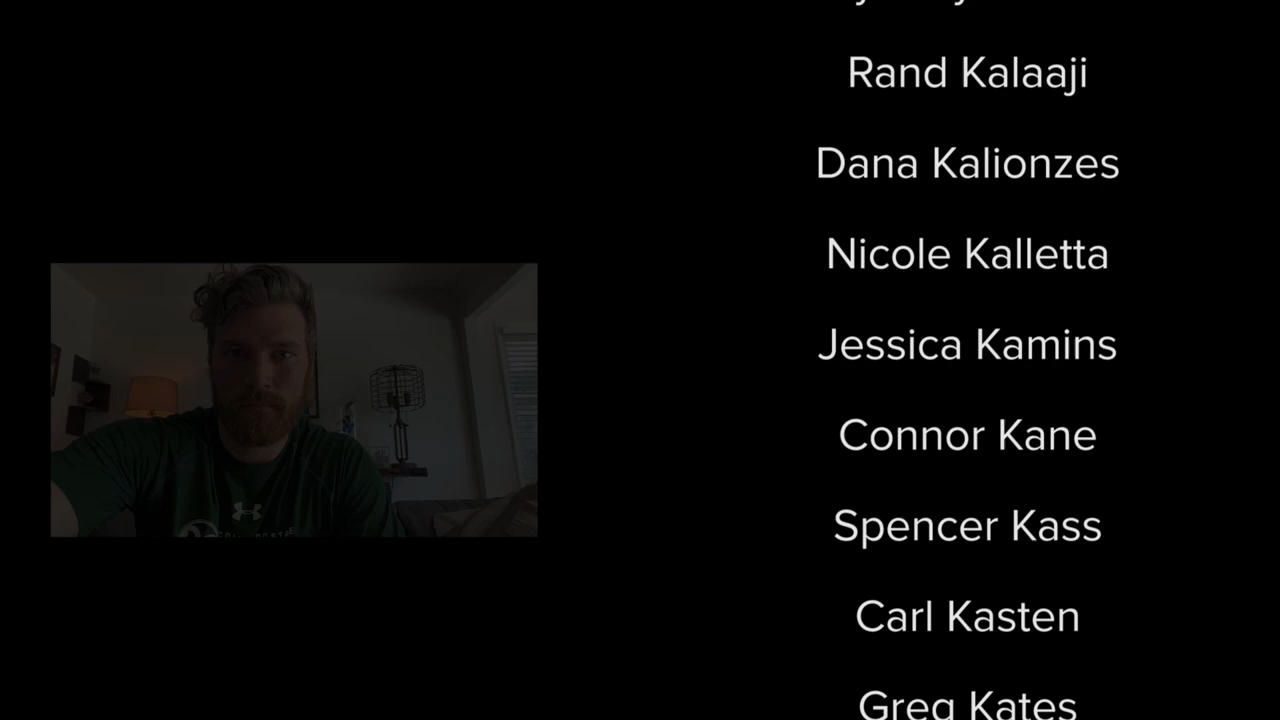 Rand Kalaaji
Dana Kalionzes
Nicole Kalletta
Jessica Kamins
Connor Kane
Spencer Kass
Carl Kasten
Greg Kates